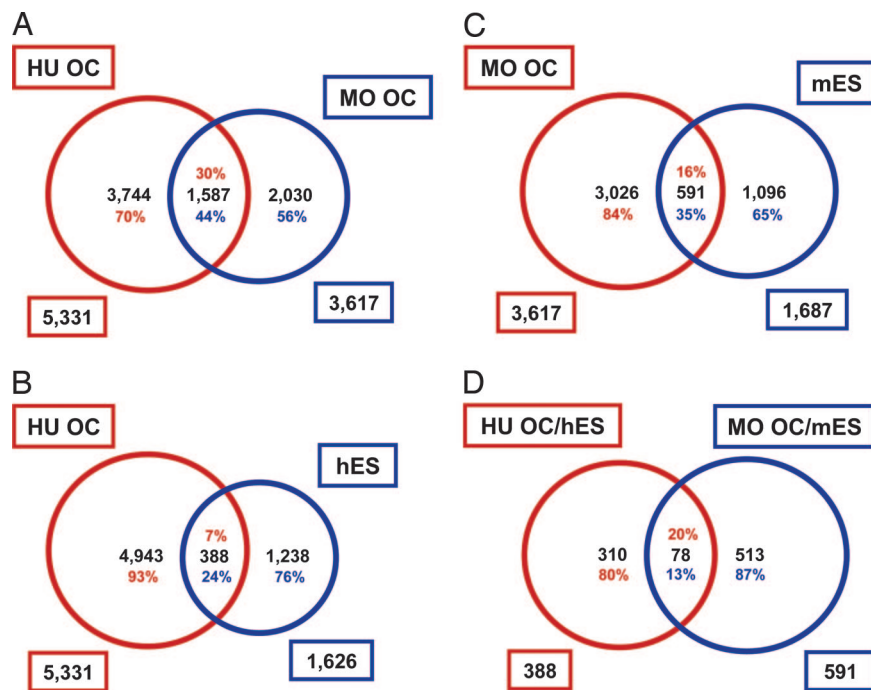 A
HU OC
MO OC
30%
3,744 1,587 2,030
70% 44% 56%
5,331
3,617
B
HU OC
hES
7%
4,943 388 1,238
93% 24% 76%
5,331
1,626
C
MO OC
mES
16%
3,026 591 1,096
84% 35% 65%
3,617
1,687
D
HU OC/hES
MO OC/mES
20%
310 78 513
80% 13% 87%
388
591